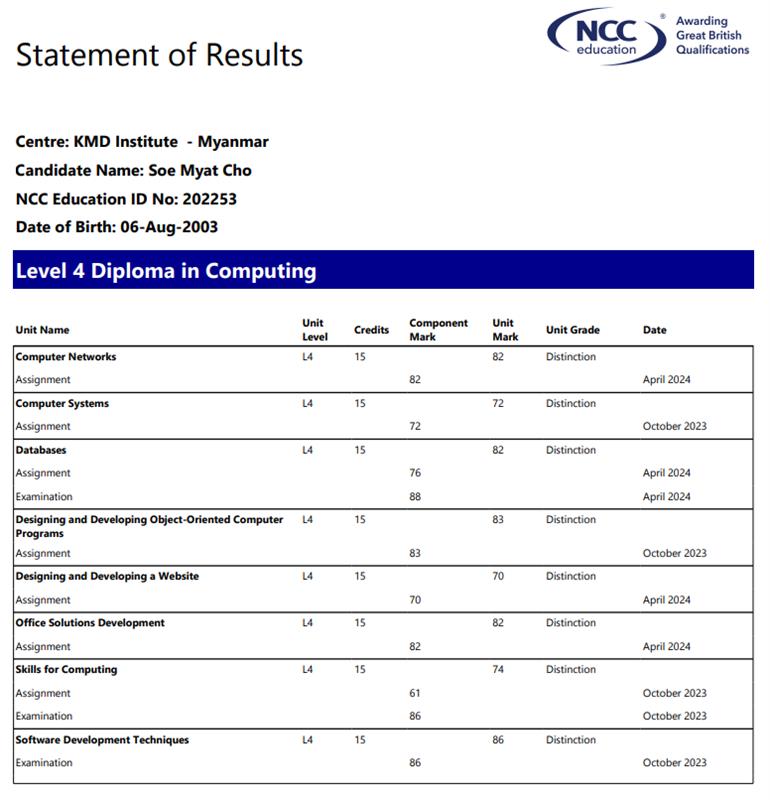 Statement of Results
NCC education ® Awarding Great British Qualifications
Centre: KMD Institute - Myanmar
Candidate Name: Soe Myat Cho
NCC Education ID No: 202253
Date of Birth: 06-Aug-2003
Level 4 Diploma in Computing
Unit Name Unit Level Credits Component Mark Unit Mark Unit Grade Date
Computer Networks L4 15 82 Distinction
Assignment 82 April 2024
Computer Systems L4 15 72 Distinction
Assignment 72 October 2023
Databases L4 15 82 Distinction
Assignment 76 April 2024
Examination 88 April 2024
Designing and Developing Object-Oriented Computer L4 15 83 Distinction
Programs
Assignment 83 October 2023
Designing and Developing a Website L4 15 70 Distinction
Assignment 70 April 2024
Office Solutions Development L4 15 82 Distinction
Assignment 82 April 2024
Skills for Computing L4 15 74 Distinction
Assignment 61 October 2023
Examination 86 October 2023
Software Development Techniques L4 15 86 Distinction
Examination 86 October 2023